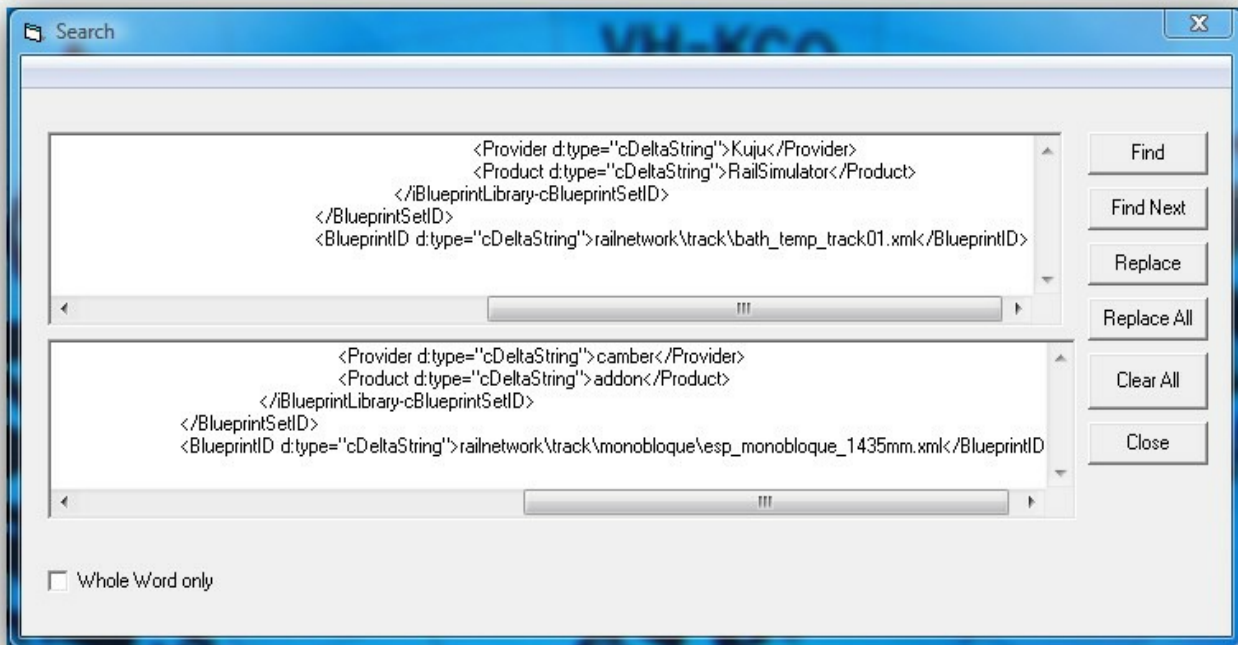 Search
VH-KCO
<Provider d:type="cDeltaString">Kuju</Provider>
<Product d:type="cDeltaString">RailSimulator</Product>
</iBlueprintLibrary-cBlueprintSetID>
</BlueprintSetID>
<BlueprintID d:type="cDeltaString">railnetwork\track\bath_temp_track01.xml</BlueprintID>
<Provider d:type="cDeltaString">camber</Provider>
<Product d:type="cDeltaString">addon</Product>
</iBlueprintLibrary-cBlueprintSetID>
</BlueprintSetID>
<BlueprintID d:type="cDeltaString">railnetwork\track\monobloque\esp_monobloque_1435mm.xml</BlueprintID
Find
Find Next
Replace
Replace All
Clear All
Close
Whole Word only